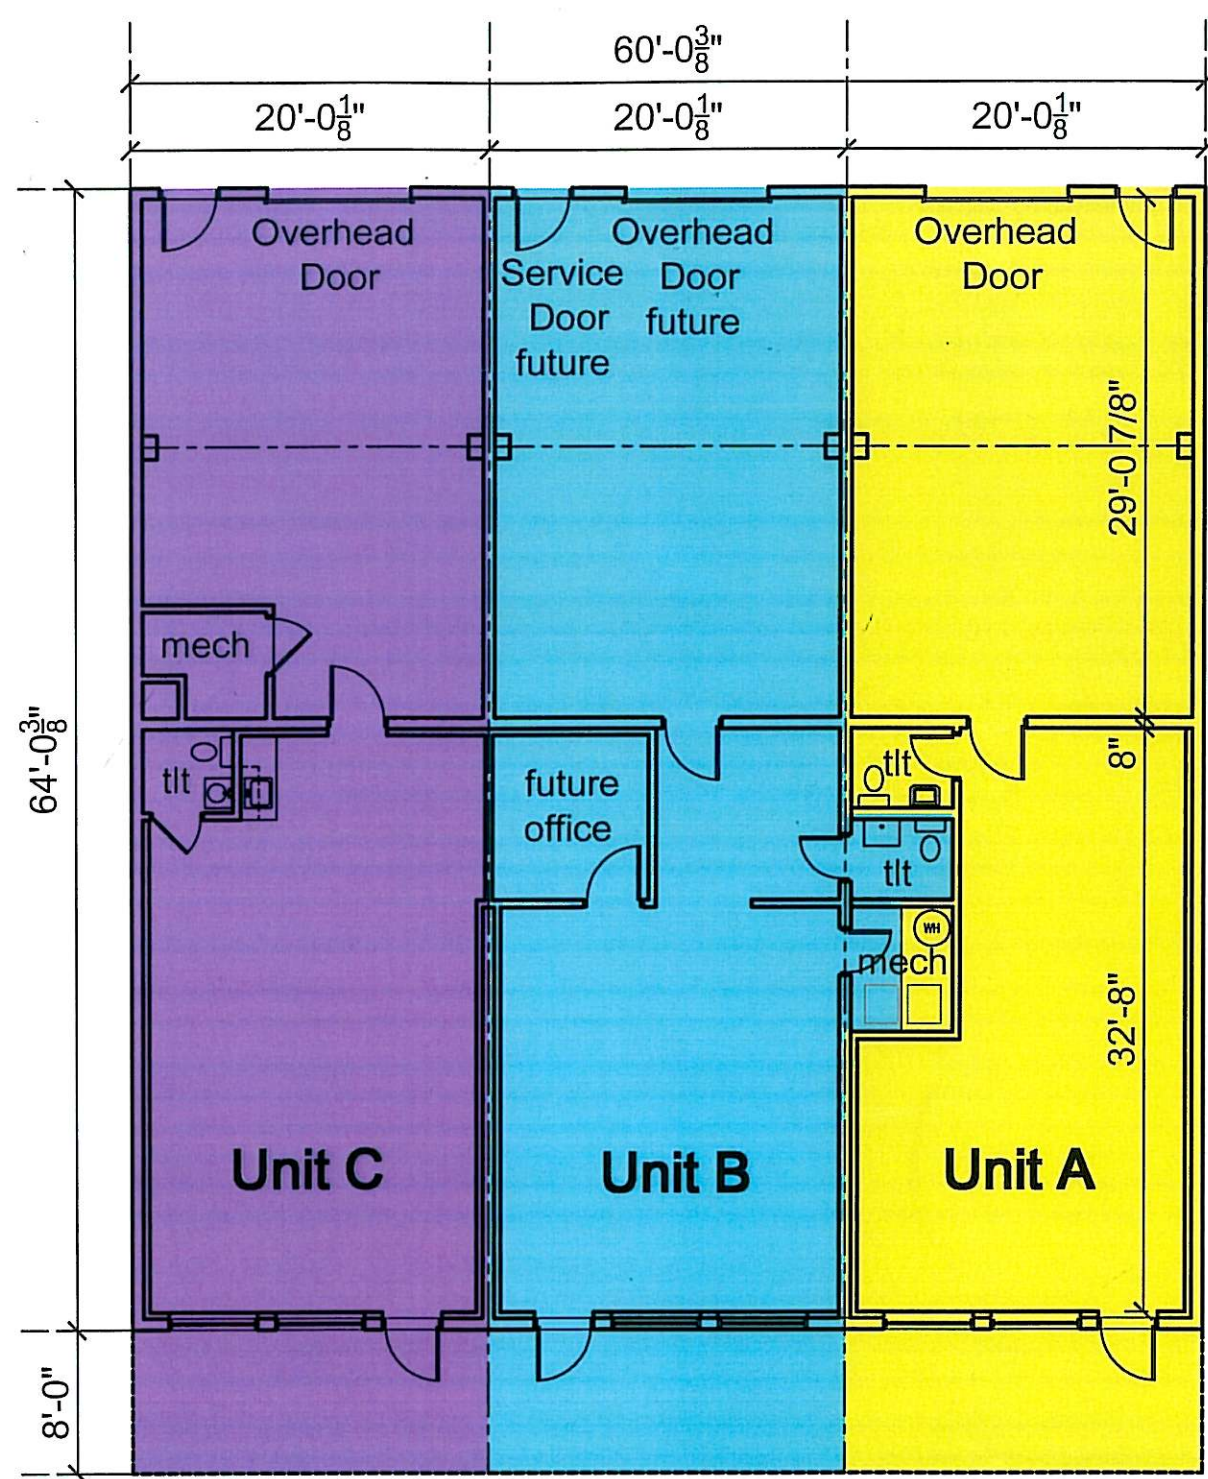 60'-0 3/8"
20'-0 1/8"
20'-0 1/8"
20'-0 1/8"
Overhead
Door
Overhead
Door
future
Service
Door
future
Overhead
Door
29'-0 7/8"
mech
64'-0 3/8"
tlt
future
office
tlt
8"
tlt
WH
mech
32'-8"
Unit C
Unit B
Unit A
8'-0"